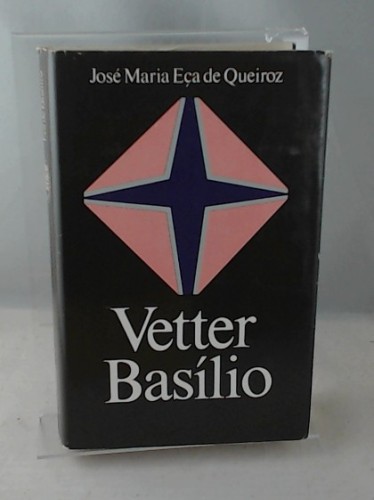 José Maria Eça de Queiroz
Vetter
Basílio